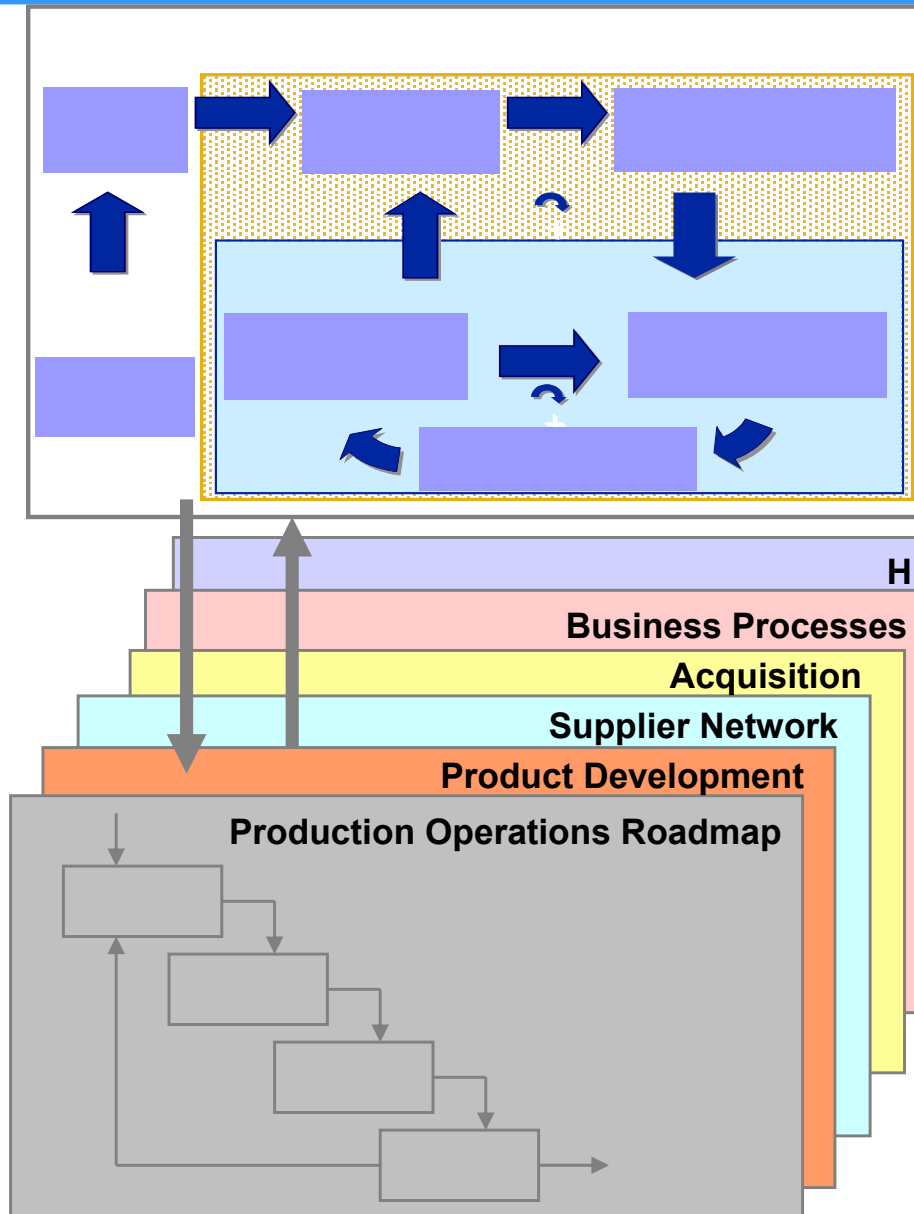 H
Business Processes
Acquisition
Supplier Network
Product Development
Production Operations Roadmap